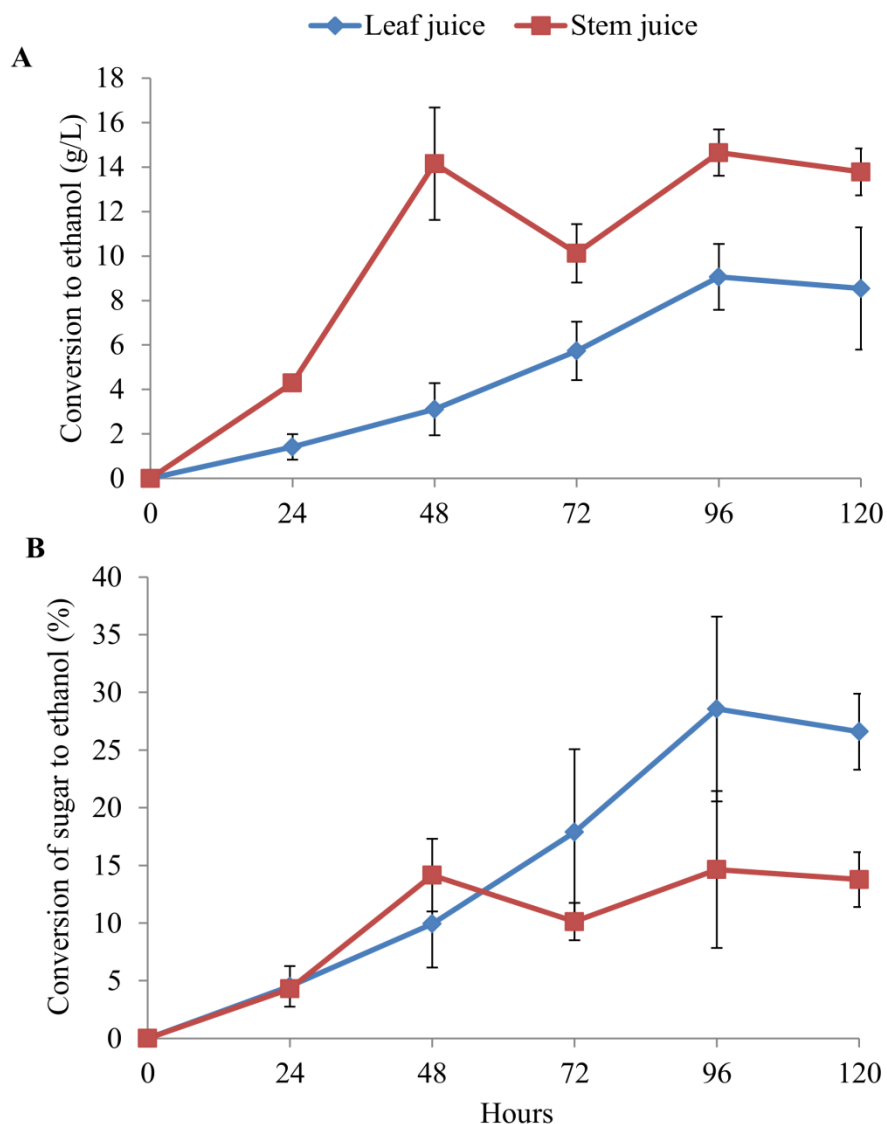 Leaf juice Stem juice
A
Conversion to ethanol (g/L)
18
16
14
12
10
8
6
4
2
0
0 24 48 72 96 120
B
Conversion of sugar to ethanol (%)
40
35
30
25
20
15
10
5
0
0 24 48 72 96 120
Hours